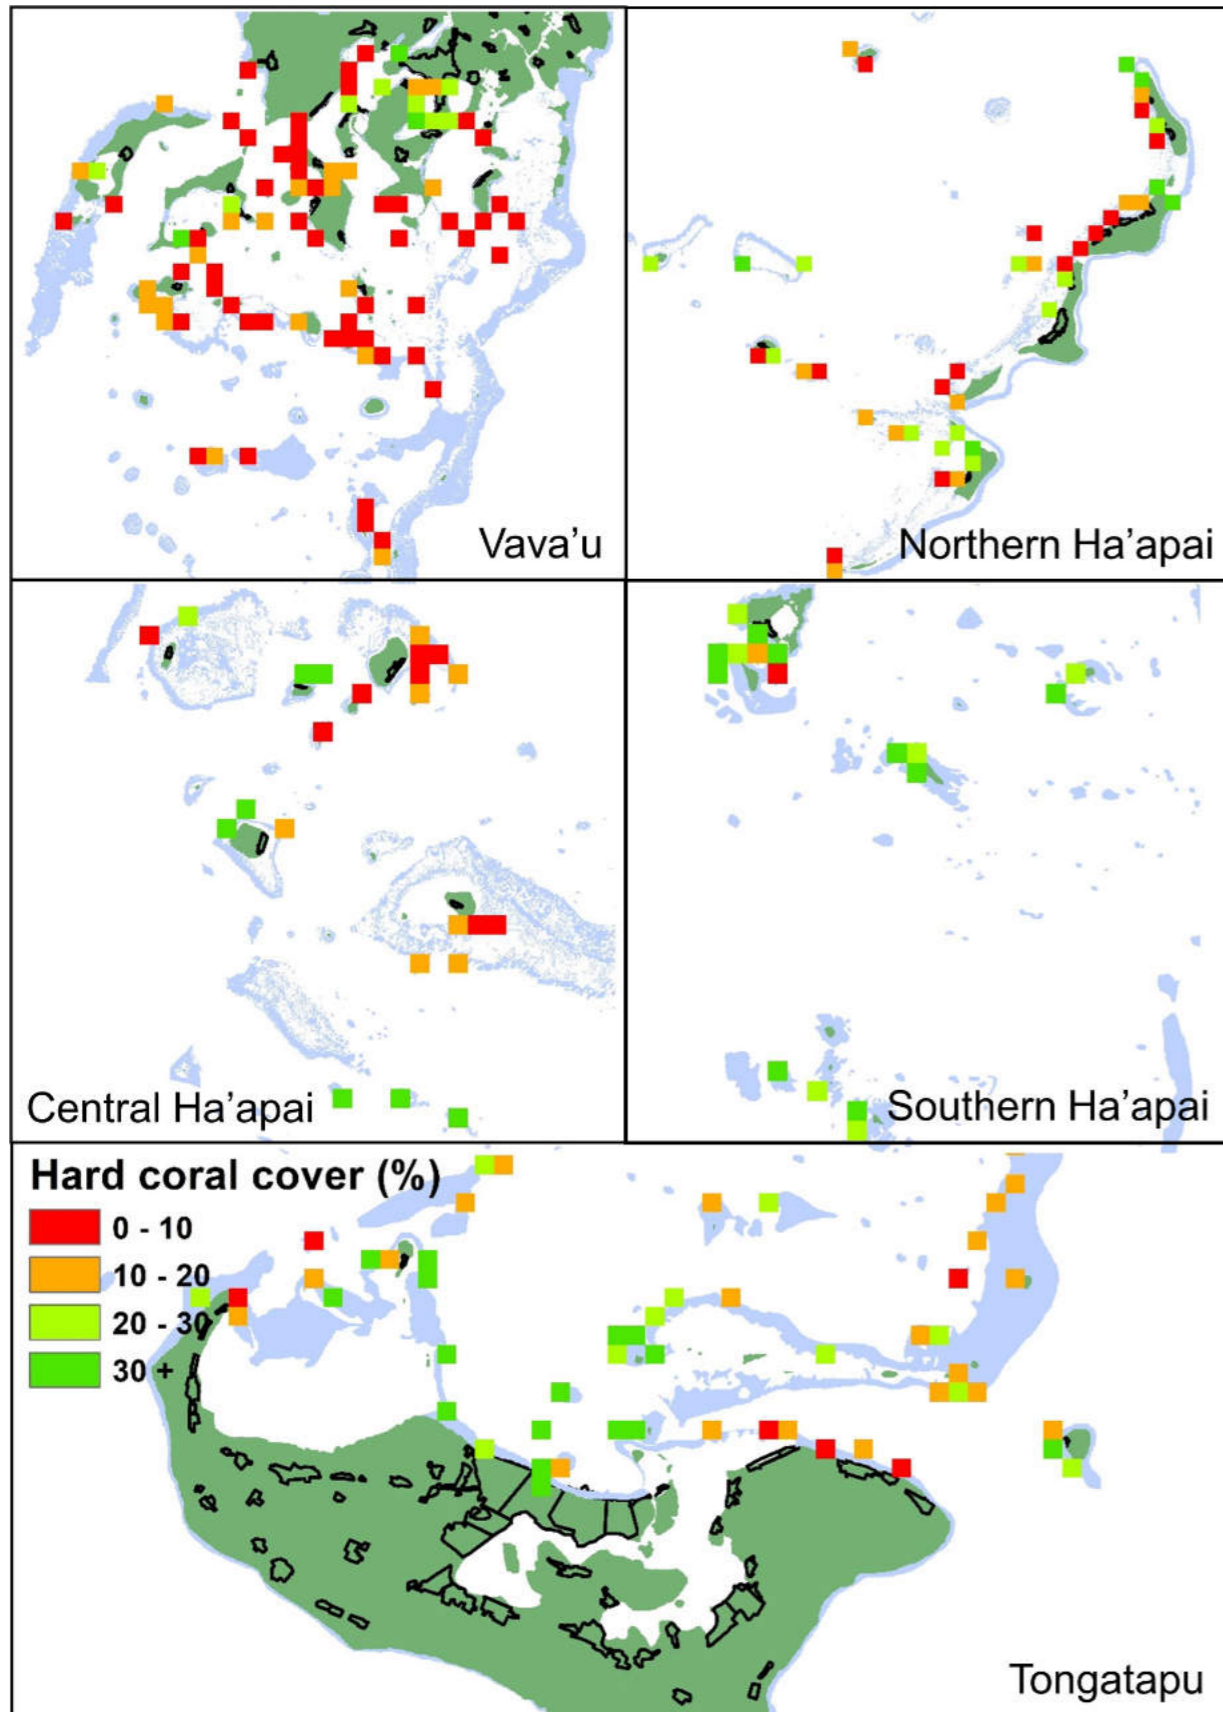 Vava'u
Northern Ha'apai
Central Ha'apai
Southern Ha'apai
Hard coral cover (%)
0 - 10
10 - 20
20 - 30
30 +
Tongatapu